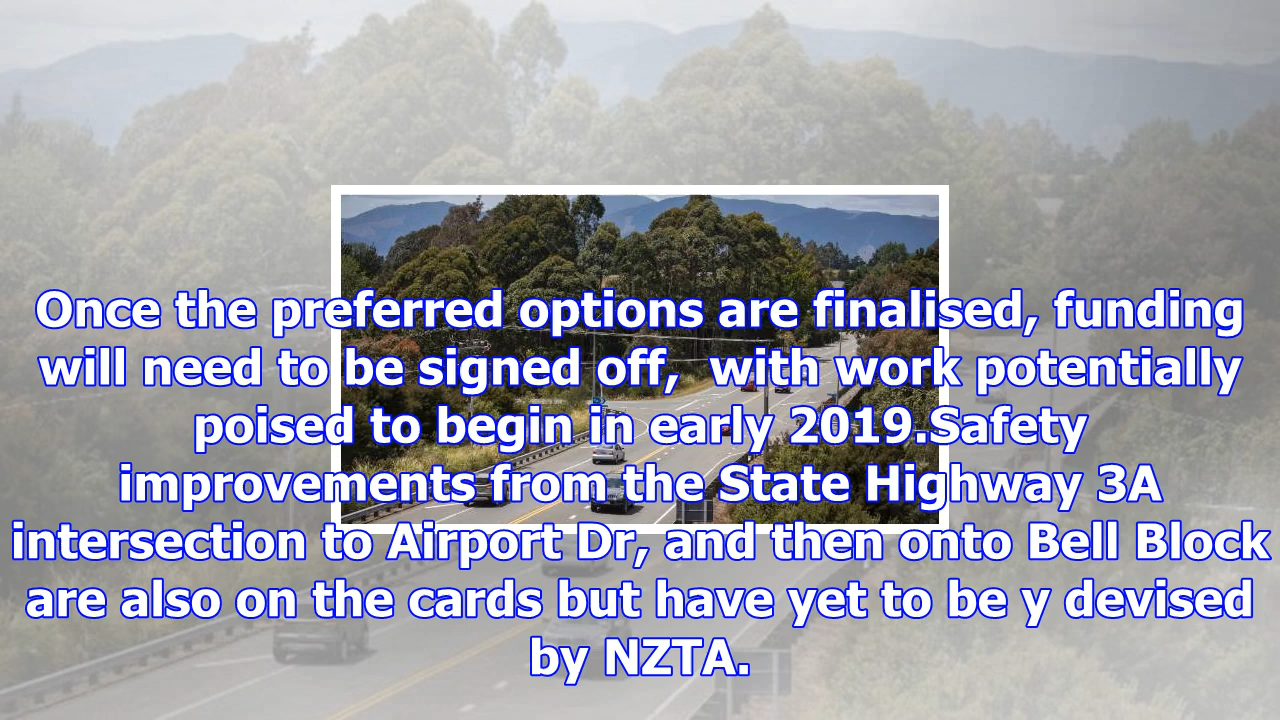 Once the preferred options are finalised, funding
will need to be signed off,  with work potentially
poised to begin in early 2019.Safety
improvements from the State Highway 3A
intersection to Airport Dr, and then onto Bell Block
are also on the cards but have yet to be y devised
by NZTA.